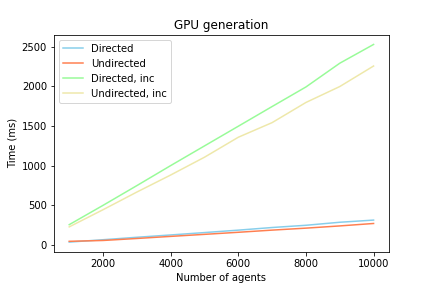 GPU generation
Directed
Undirected
Directed, inc
Undirected, inc
Time (ms)
2500
2000
1500
1000
500
0
2000
4000
6000
8000
10000
Number of agents